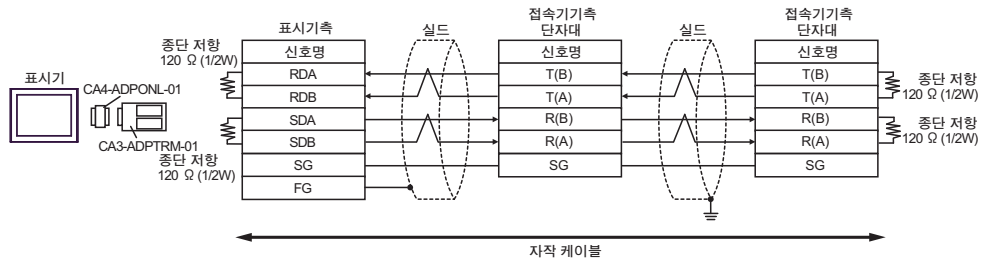 표시기
CA4-ADPONL-01
CA3-ADPTRM-01
종단 저항
120 Ω (1/2W)
종단 저항
120 Ω (1/2W)
표시기측
신호명
RDA
RDB
SDA
SDB
SG
FG
실드
접속기기측
단자대
신호명
T(B)
T(A)
R(B)
R(A)
SG
실드
접속기기측
단자대
신호명
T(B)
T(A)
R(B)
R(A)
SG
종단 저항
120 Ω (1/2W)
종단 저항
120 Ω (1/2W)
자작 케이블